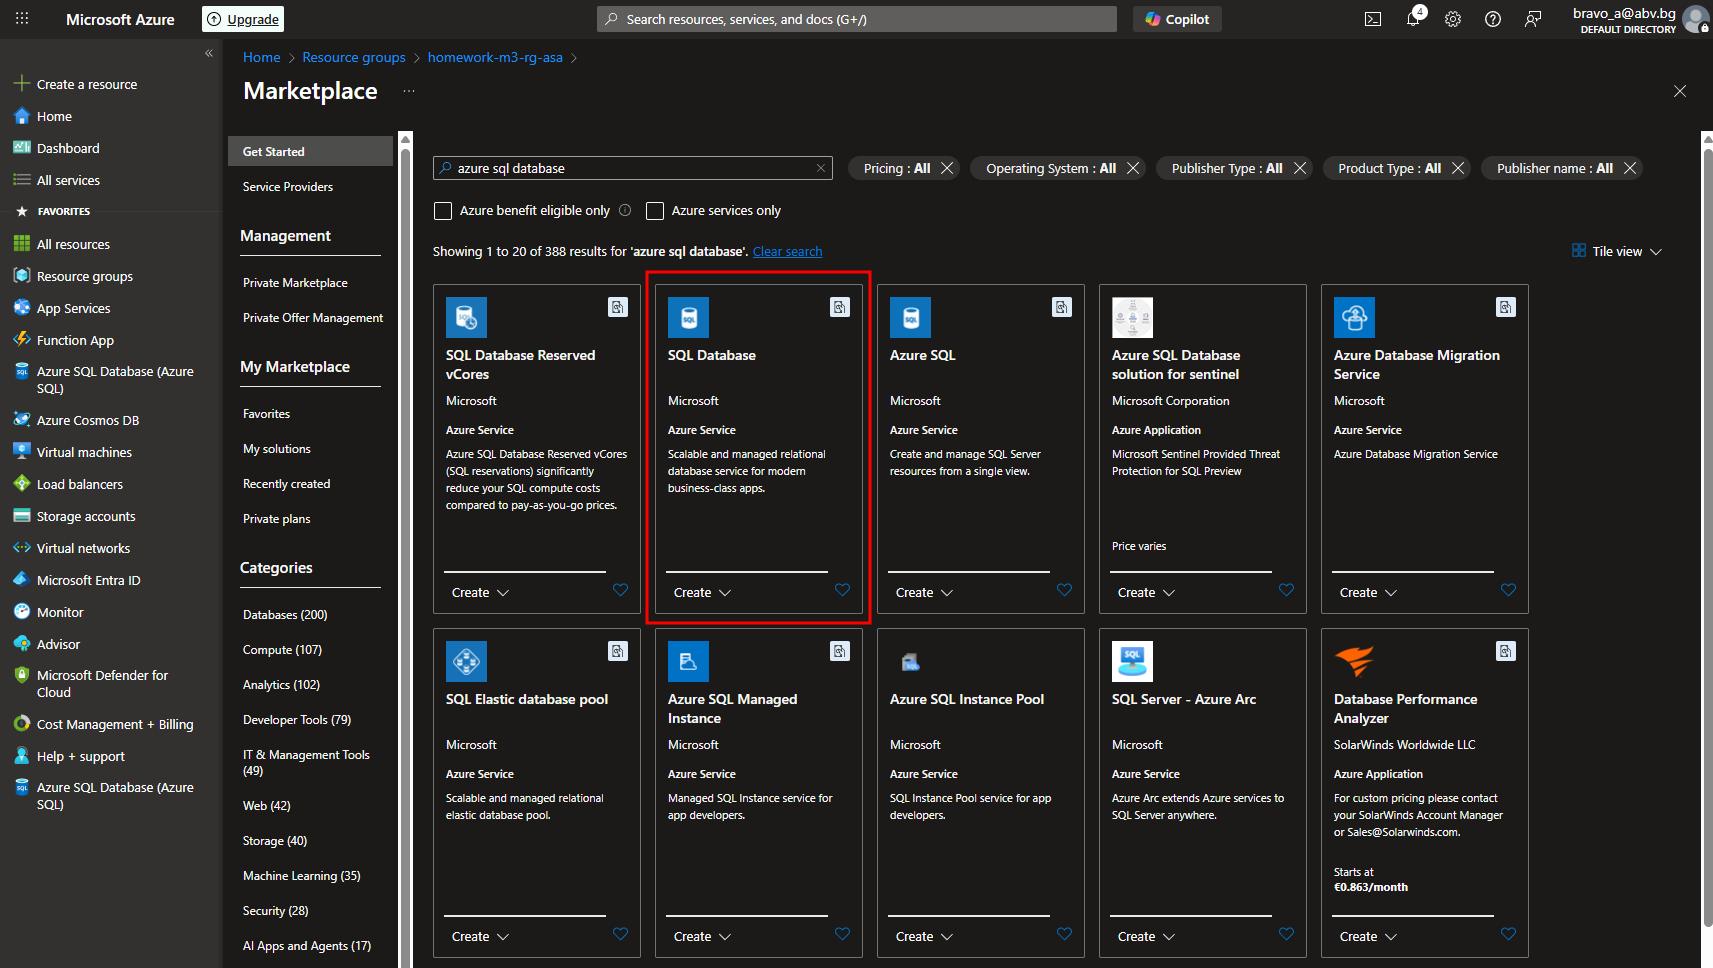 Microsoft Azure
Upgrade
Search resources, services, and docs (G+/)
Copilot
4
bravo_a@abv.bg
DEFAULT DIRECTORY
Create a resource
Home
Dashboard
All services
FAVORITES
All resources
Resource groups
App Services
Function App
Azure SQL Database (Azure
SQL)
Azure Cosmos DB
Virtual machines
Load balancers
Storage accounts
Virtual networks
Microsoft Entra ID
Monitor
Advisor
Microsoft Defender for
Cloud
Cost Management + Billing
Help + support
Azure SQL Database (Azure
SQL)
Home > Resource groups > homework-m3-rg-asa >
Marketplace ...
Get Started
Service Providers
Management
Private Marketplace
Private Offer Management
My Marketplace
Favorites
My solutions
Recently created
Private plans
Categories
Databases (200)
Compute (107)
Analytics (102)
Developer Tools (79)
IT & Management Tools
(49)
Web (42)
Storage (40)
Machine Learning (35)
Security (28)
AI Apps and Agents (17)
azure sql database
Pricing : All
Operating System : All
Publisher Type : All
Product Type : All
Publisher name : All
Azure benefit eligible only
Azure services only
Showing 1 to 20 of 388 results for 'azure sql database'. Clear search
Tile view
SQL Database Reserved
vCores
Microsoft
Azure Service
Azure SQL Database Reserved vCores
(SQL reservations) significantly
reduce your SQL compute costs
compared to pay-as-you-go prices.
Create
SQL
SQL Database
Microsoft
Azure Service
Scalable and managed relational
database service for modern
business-class apps.
Create
SQL
Azure SQL
Microsoft
Azure Service
Create and manage SQL Server
resources from a single view.
Create
Azure SQL Database
solution for sentinel
Microsoft Corporation
Azure Application
Microsoft Sentinel Provided Threat
Protection for SQL Preview
Price varies
Create
Azure Database Migration
Service
Microsoft
Azure Service
Azure Database Migration Service
Create
SQL Elastic database pool
Microsoft
Azure Service
Scalable and managed relational
elastic database pool.
Create
Azure SQL Managed
Instance
Microsoft
Azure Service
Managed SQL Instance service for
app developers.
Create
Azure SQL Instance Pool
Microsoft
Azure Service
SQL Instance Pool service for app
developers.
Create
SQL
SQL Server - Azure Arc
Microsoft
Azure Service
Azure Arc extends Azure services to
SQL Server anywhere.
Create
Database Performance
Analyzer
SolarWinds Worldwide LLC
Azure Application
For custom pricing please contact
your SolarWinds Account Manager
or Sales@Solarwinds.com.
Starts at
€0.863/month
Create